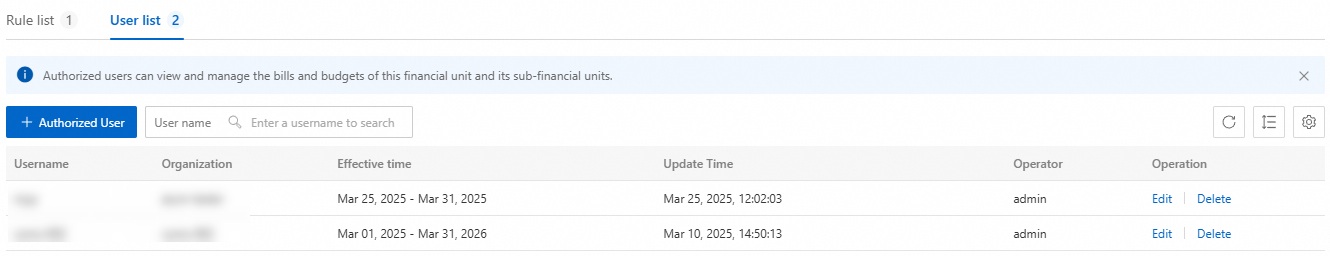 Rule list 1 User list 2
Authorized users can view and manage the bills and budgets of this financial unit and its sub-financial units.
+ Authorized User User name Enter a username to search
Username Organization Effective time Update Time Operator Operation
Mar 25, 2025 - Mar 31, 2025 Mar 25, 2025, 12:02:03 admin Edit Delete
Mar 01, 2025 - Mar 31, 2026 Mar 10, 2025, 14:50:13 admin Edit Delete